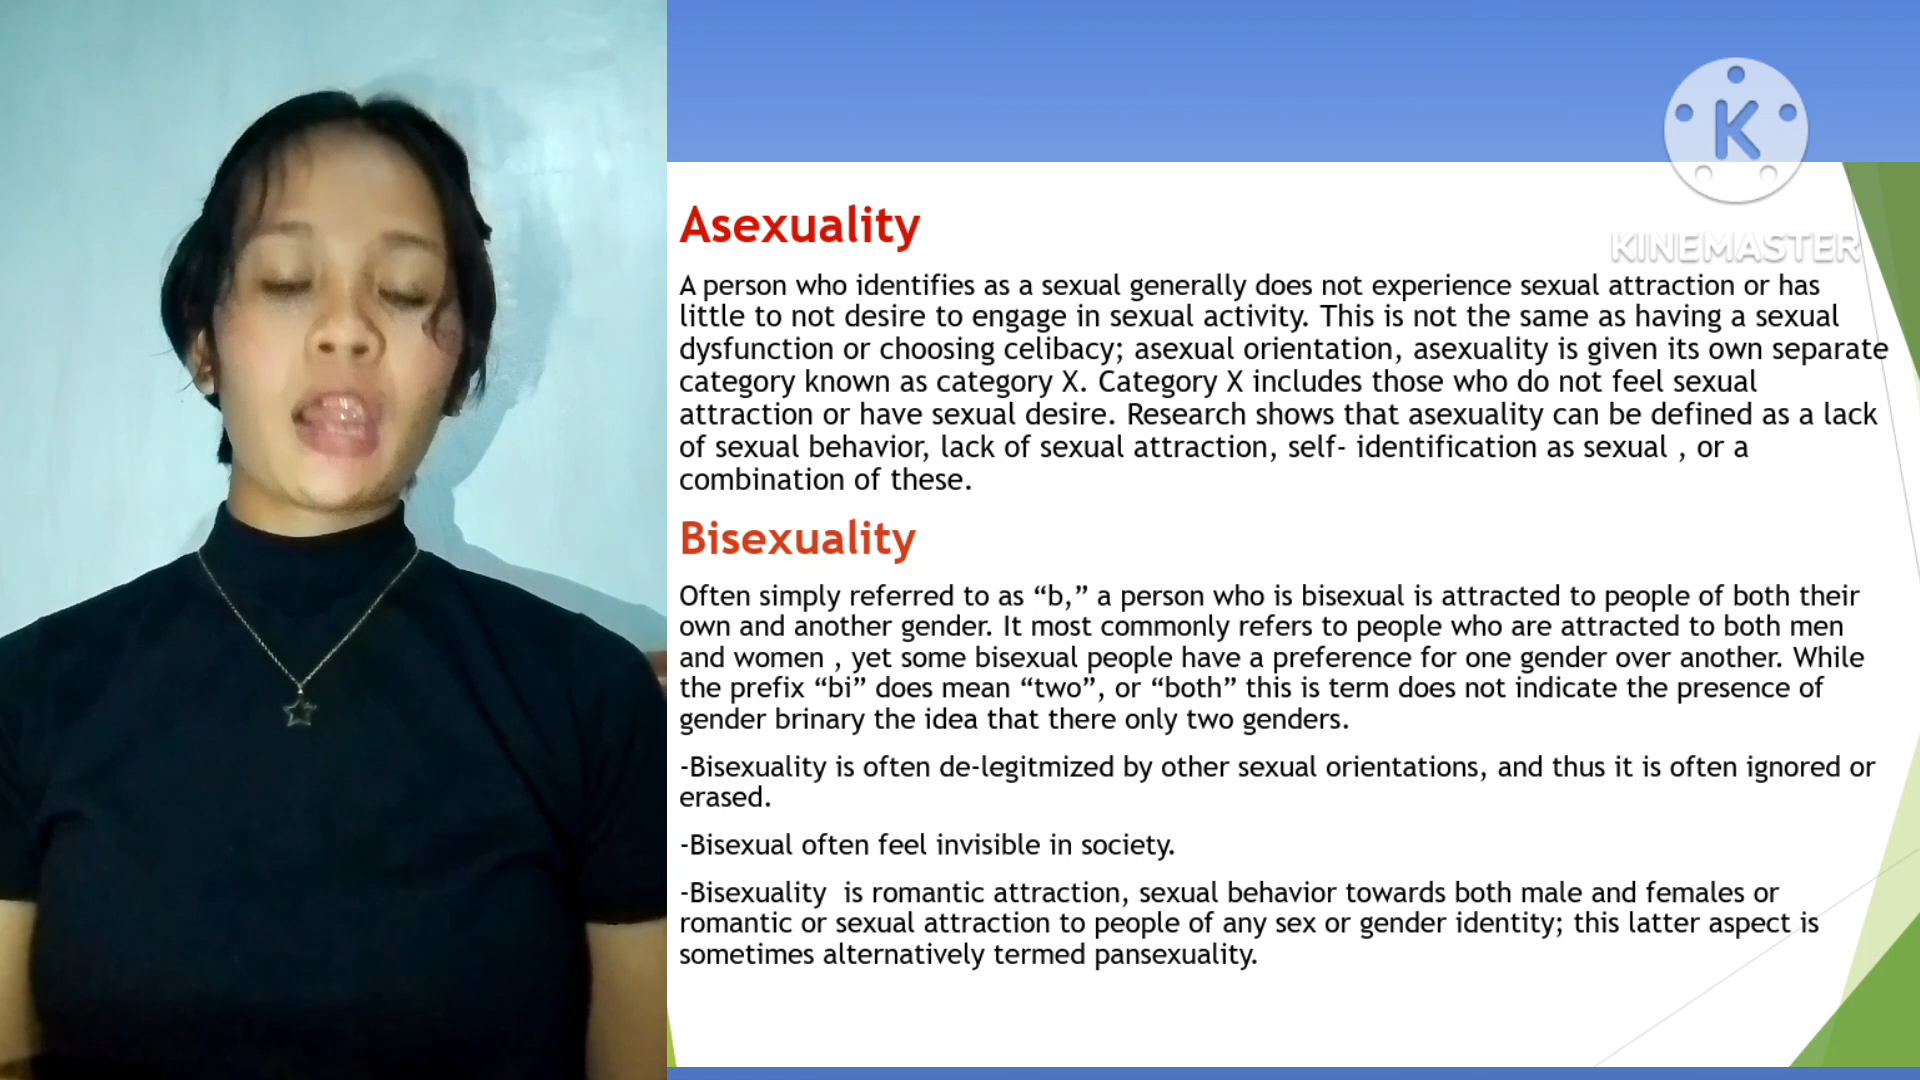 K
KINEMASTER
Asexuality
A person who identifies as a sexual generally does not experience sexual attraction or has
little to not desire to engage in sexual activity. This is not the same as having a sexual
dysfunction or choosing celibacy; asexual orientation, asexuality is given its own separate
category known as category X. Category X includes those who do not feel sexual
attraction or have sexual desire. Research shows that asexuality can be defined as a lack
of sexual behavior, lack of sexual attraction, self- identification as sexual , or a
combination of these.
Bisexuality
Often simply referred to as “b,” a person who is bisexual is attracted to people of both their
own and another gender. It most commonly refers to people who are attracted to both men
and women , yet some bisexual people have a preference for one gender over another. While
the prefix “bi” does mean “two”, or “both” this is term does not indicate the presence of
gender brinary the idea that there only two genders.
-Bisexuality is often de-legitmized by other sexual orientations, and thus it is often ignored or
erased.
-Bisexual often feel invisible in society.
-Bisexuality  is romantic attraction, sexual behavior towards both male and females or
romantic or sexual attraction to people of any sex or gender identity; this latter aspect is
sometimes alternatively termed pansexuality.